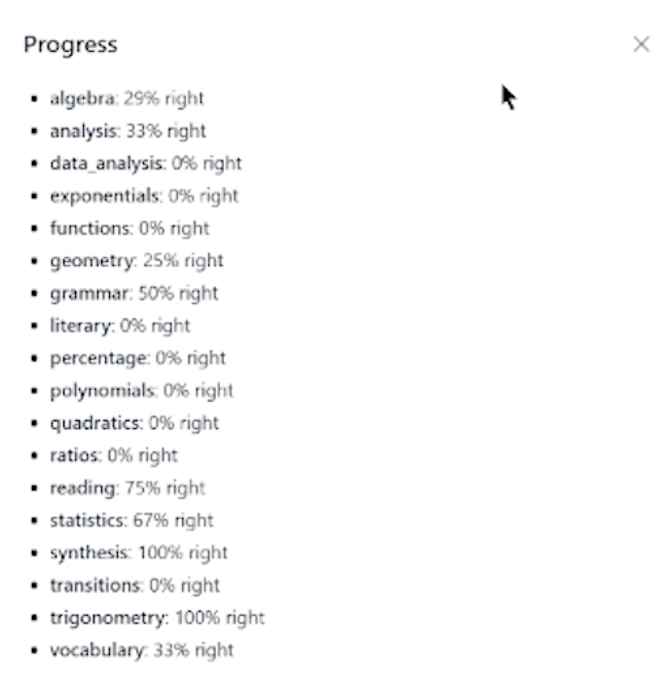 Progress
algebra: 29% right
analysis: 33% right
data_analysis: 0% right
exponentials: 0% right
functions: 0% right
geometry: 25% right
grammar: 50% right
literary: 0% right
percentage: 0% right
polynomials: 0% right
quadratics: 0% right
ratios: 0% right
reading: 75% right
statistics: 67% right
synthesis: 100% right
transitions: 0% right
trigonometry: 100% right
vocabulary: 33% right